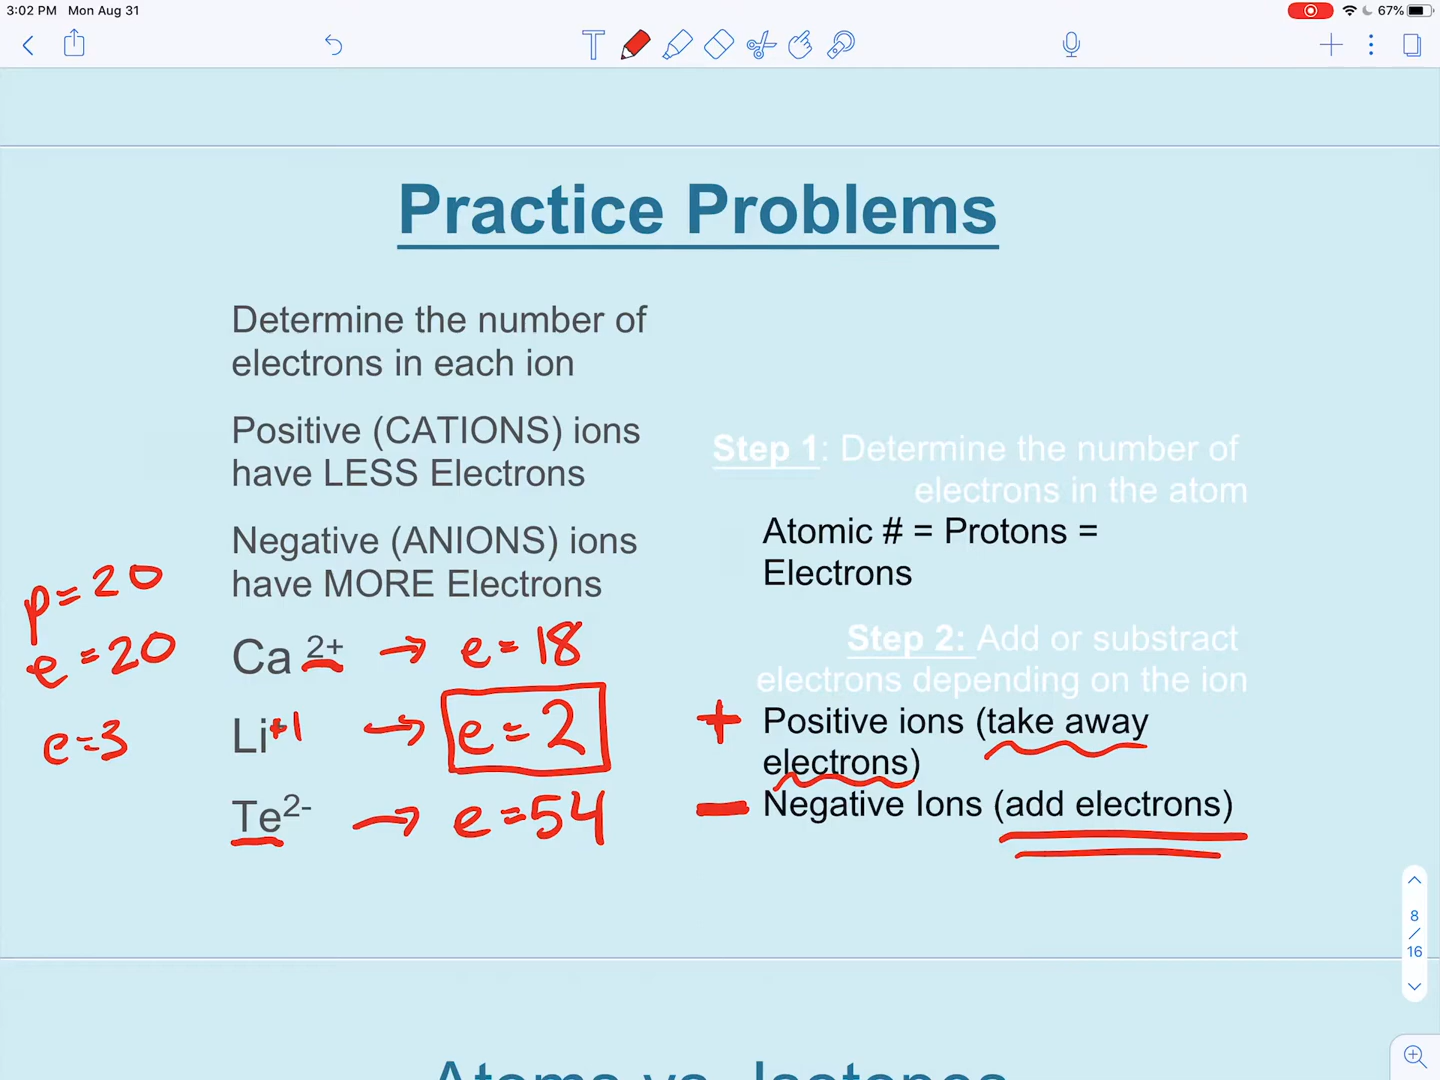 3:02 PM Mon Aug 31
67%
T
Practice Problems
Determine the number of
electrons in each ion
Positive (CATIONS) ions
have LESS Electrons
Negative (ANIONS) ions
have MORE Electrons
p=20
e=20
Ca 2+ → e=18
e=3
Li+1 → e=2
Te2- → e=54
Step 1: Determine the number of
electrons in the atom
Atomic # = Protons =
Electrons
Step 2: Add or substract
electrons depending on the ion
+ Positive ions (take away
electrons)
- Negative Ions (add electrons)
8
/
16
Atoms vs. Isotopes